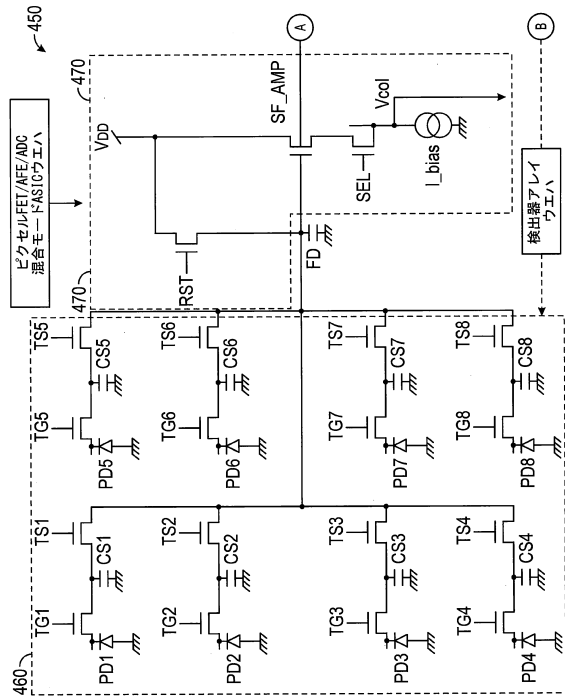 450
ピクセルFET/AFE/ADC
混合モードASICウエハ
470
470
VDD
RST
SF_AMP
A
SEL
Vcol
I_bias
FD
検出器アレイ
ウエハ
B
460
TG1
TS1
CS1
PD1
TG5
TS5
CS5
PD5
TG2
TS2
CS2
PD2
TG6
TS6
CS6
PD6
TG3
TS3
CS3
PD3
TG7
TS7
CS7
PD7
TG4
TS4
CS4
PD4
TG8
TS8
CS8
PD8